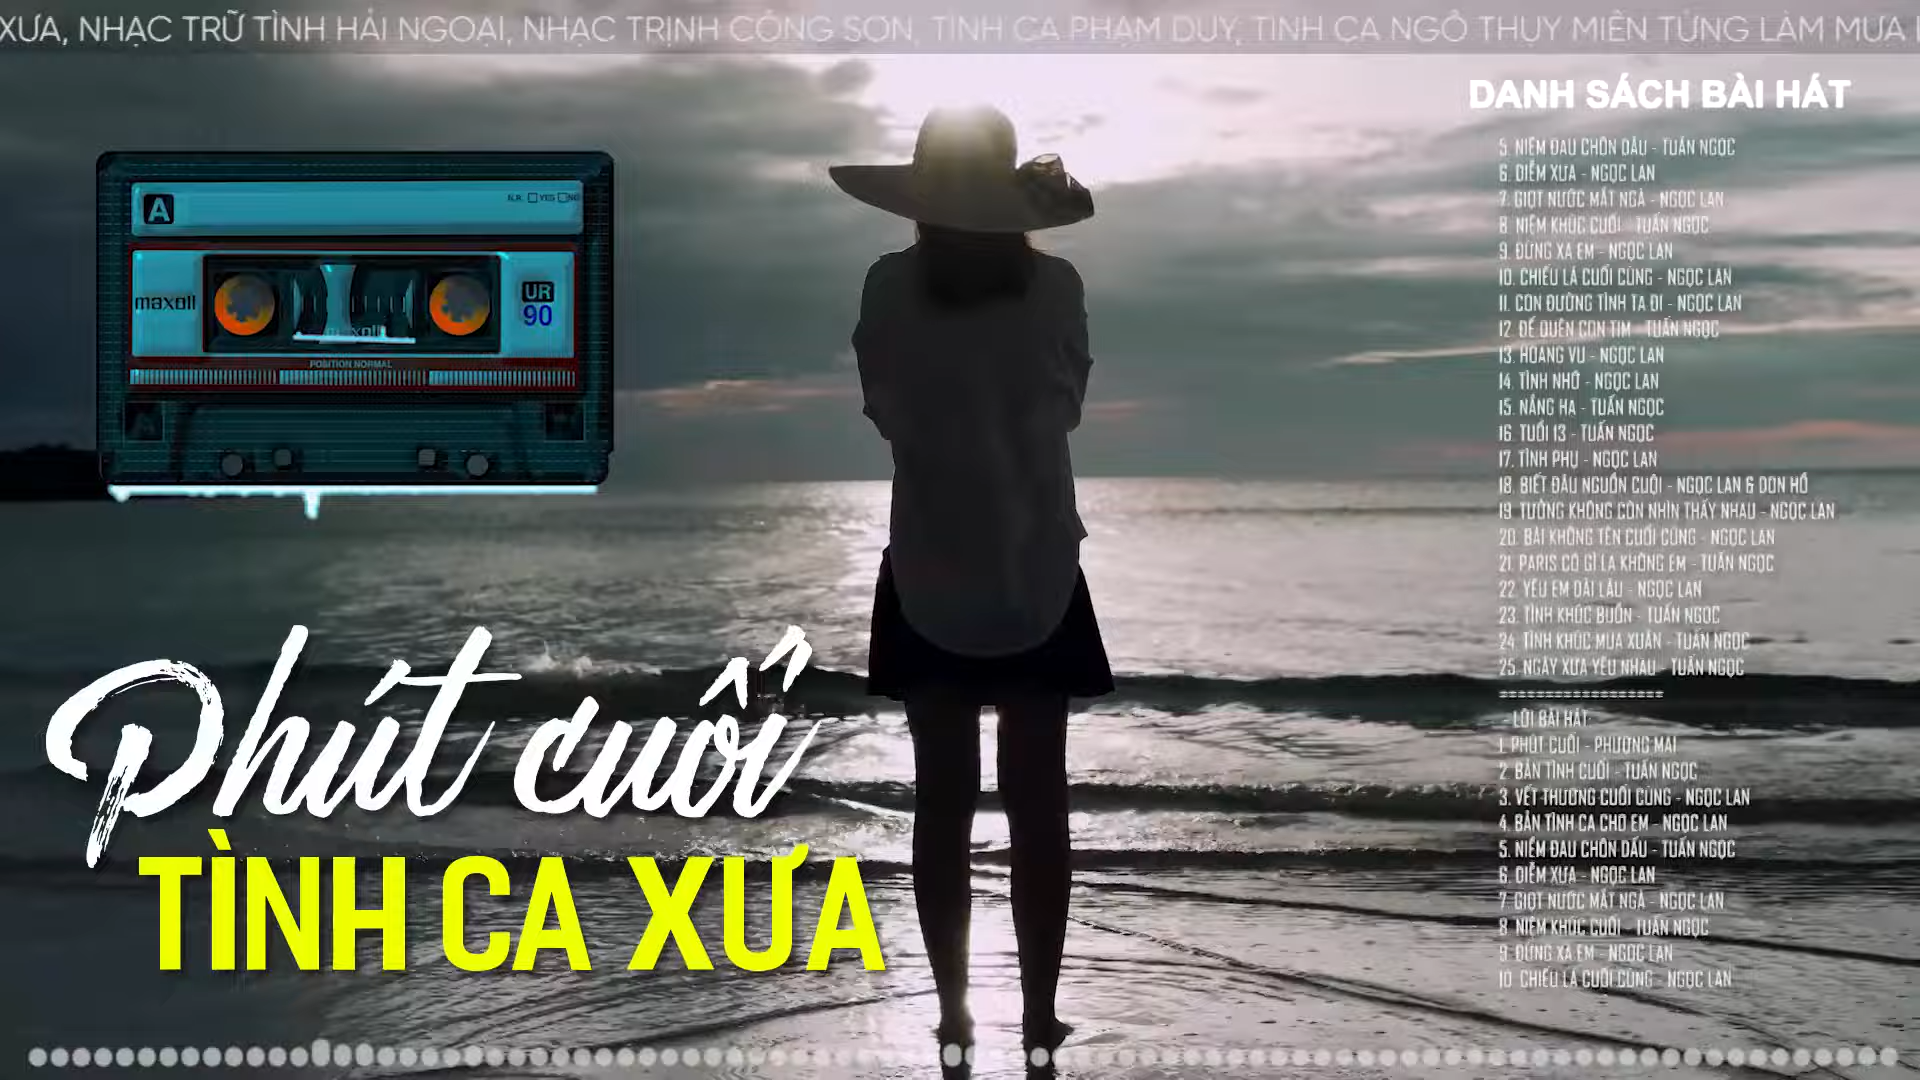 XƯA, NHẠC TRỮ TÌNH HẢI NGOẠI, NHẠC TRỊNH CÔNG SƠN, TÌNH CA PHẠM DUY, TÌNH CA NGÔ THỤY MIÊN TỪNG LÀM MƯA
DANH SÁCH BÀI HÁT
5. NIỀM ĐAU CHÔN DẤU - TUẤN NGỌC
6. DIỄM XƯA - NGỌC LAN
7. GIỌT NƯỚC MẮT NGÀ - NGỌC LAN
8. NIỆM KHÚC CUỐI - TUẤN NGỌC
9. ĐỪNG XA EM - NGỌC LAN
10. CHIẾU LÁ CUỐI CÙNG - NGỌC LAN
11. CON ĐƯỜNG TÌNH TA ĐI - NGỌC LAN
12. ĐỂ QUÊN CON TIM - TUẤN NGỌC
13. HOANG VU - NGỌC LAN
14. TÌNH NHỚ - NGỌC LAN
15. NẮNG HẠ - TUẤN NGỌC
16. TUỔI 13 - TUẤN NGỌC
17. TÌNH PHỤ - NGỌC LAN
18. BIẾT ĐÂU NGUỒN CUỘI - NGỌC LAN & DON HỒ
19. TƯỞNG KHÔNG CÒN NHÌN THẤY NHAU - NGỌC LAN
20. BÀI KHÔNG TÊN CUỐI CÙNG - NGỌC LAN
21. PARIS CÓ GÌ LẠ KHÔNG EM - TUẤN NGỌC
22. YÊU EM DÀI LÂU - NGỌC LAN
23. TÌNH KHÚC BUỒN - TUẤN NGỌC
24. TÌNH KHÚC MÙA XUÂN - TUẤN NGỌC
25. NGÀY XƯA YÊU NHAU - TUẤN NGỌC
==================
- LỜI BÀI HÁT
1. PHÚT CUỐI - PHƯƠNG MAI
2. BẢN TÌNH CUỐI - TUẤN NGỌC
3. VẾT THƯƠNG CUỐI CÙNG - NGỌC LAN
4. BẢN TÌNH CA CHO EM - NGỌC LAN
5. NIỀM ĐAU CHÔN DẤU - TUẤN NGỌC
6. DIỄM XƯA - NGỌC LAN
7. GIỌT NƯỚC MẮT NGÀ - NGỌC LAN
8. NIỆM KHÚC CUỐI - TUẤN NGỌC
9. ĐỪNG XA EM - NGỌC LAN
10. CHIẾU LÁ CUỐI CÙNG - NGỌC LAN
A
N.R. YES NO
maxell
UR
90
maxell
POSITION NORMAL
Phút cuối
TÌNH CA XƯA